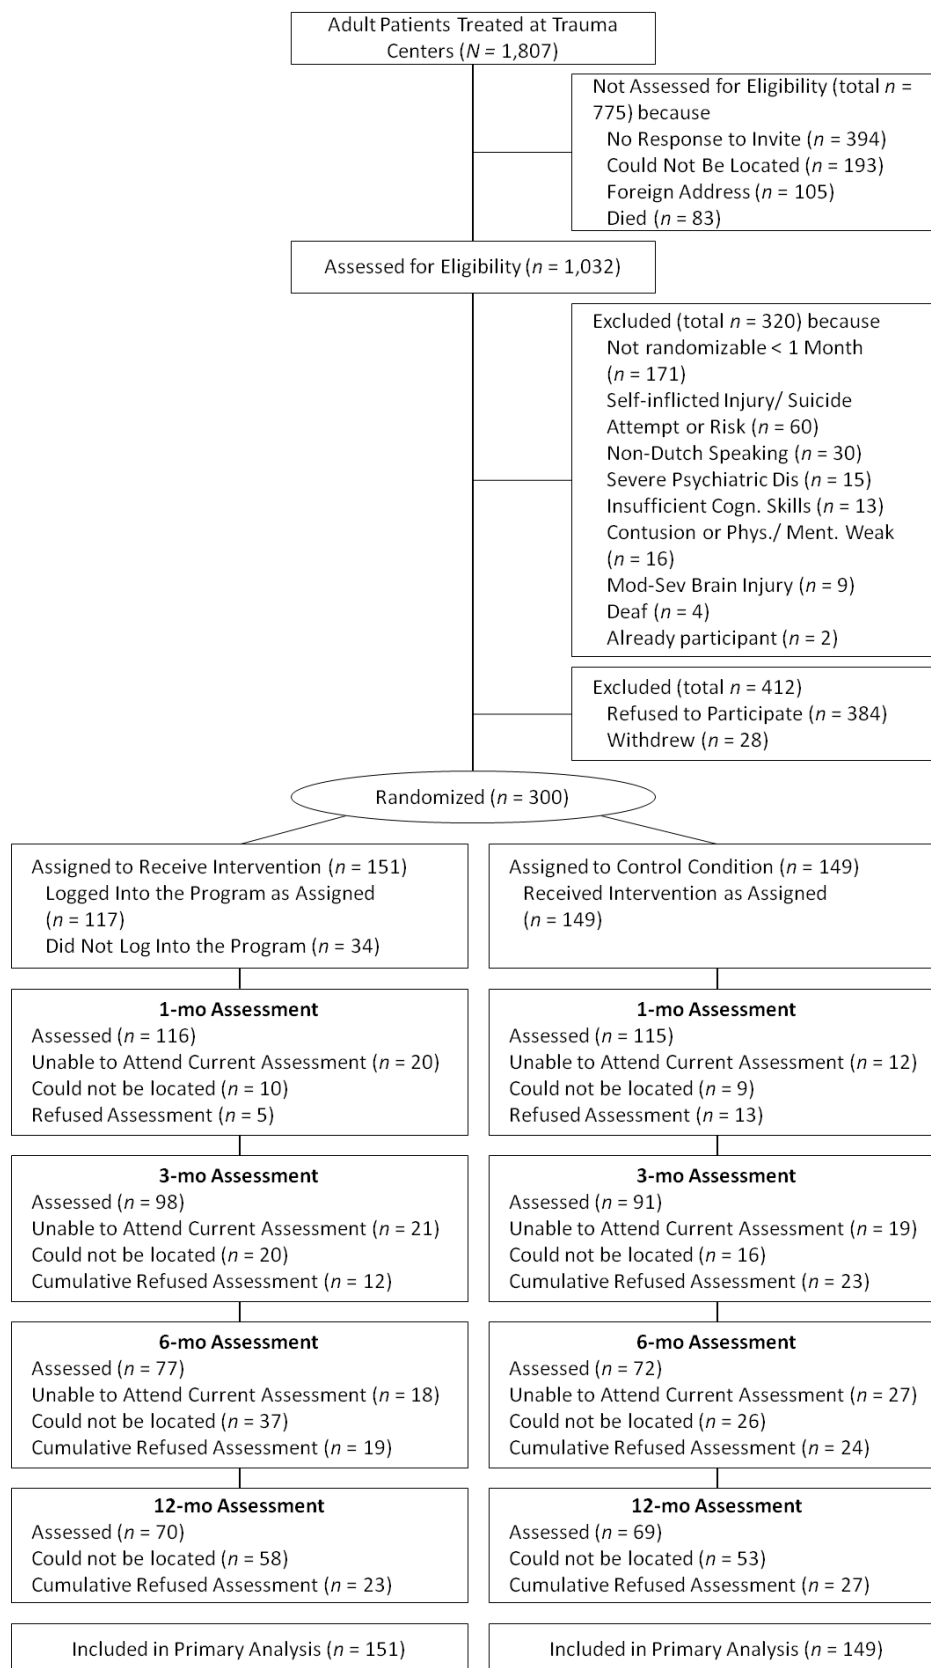 Adult Patients Treated at Trauma
Centers (N = 1,807)
Not Assessed for Eligibility (total n =
775) because
No Response to Invite (n = 394)
Could Not Be Located (n = 193)
Foreign Address (n = 105)
Died (n = 83)
Assessed for Eligibility (n = 1,032)
Excluded (total n = 320) because
Not randomizable < 1 Month
(n = 171)
Self-inflicted Injury/ Suicide
Attempt or Risk (n = 60)
Non-Dutch Speaking (n = 30)
Severe Psychiatric Dis (n = 15)
Insufficient Cogn. Skills (n = 13)
Contusion or Phys./ Ment. Weak
(n = 16)
Mod-Sev Brain Injury (n = 9)
Deaf (n = 4)
Already participant (n = 2)
Excluded (total n = 412)
Refused to Participate (n = 384)
Withdrew (n = 28)
Randomized (n = 300)
Assigned to Receive Intervention (n = 151)
Logged Into the Program as Assigned
(n = 117)
Did Not Log Into the Program (n = 34)
Assigned to Control Condition (n = 149)
Received Intervention as Assigned
(n = 149)
1-mo Assessment
Assessed (n = 116)
Unable to Attend Current Assessment (n = 20)
Could not be located (n = 10)
Refused Assessment (n = 5)
1-mo Assessment
Assessed (n = 115)
Unable to Attend Current Assessment (n = 12)
Could not be located (n = 9)
Refused Assessment (n = 13)
3-mo Assessment
Assessed (n = 98)
Unable to Attend Current Assessment (n = 21)
Could not be located (n = 20)
Cumulative Refused Assessment (n = 12)
3-mo Assessment
Assessed (n = 91)
Unable to Attend Current Assessment (n = 19)
Could not be located (n = 16)
Cumulative Refused Assessment (n = 23)
6-mo Assessment
Assessed (n = 77)
Unable to Attend Current Assessment (n = 18)
Could not be located (n = 37)
Cumulative Refused Assessment (n = 19)
6-mo Assessment
Assessed (n = 72)
Unable to Attend Current Assessment (n = 27)
Could not be located (n = 26)
Cumulative Refused Assessment (n = 24)
12-mo Assessment
Assessed (n = 70)
Could not be located (n = 58)
Cumulative Refused Assessment (n = 23)
12-mo Assessment
Assessed (n = 69)
Could not be located (n = 53)
Cumulative Refused Assessment (n = 27)
Included in Primary Analysis (n = 151)
Included in Primary Analysis (n = 149)